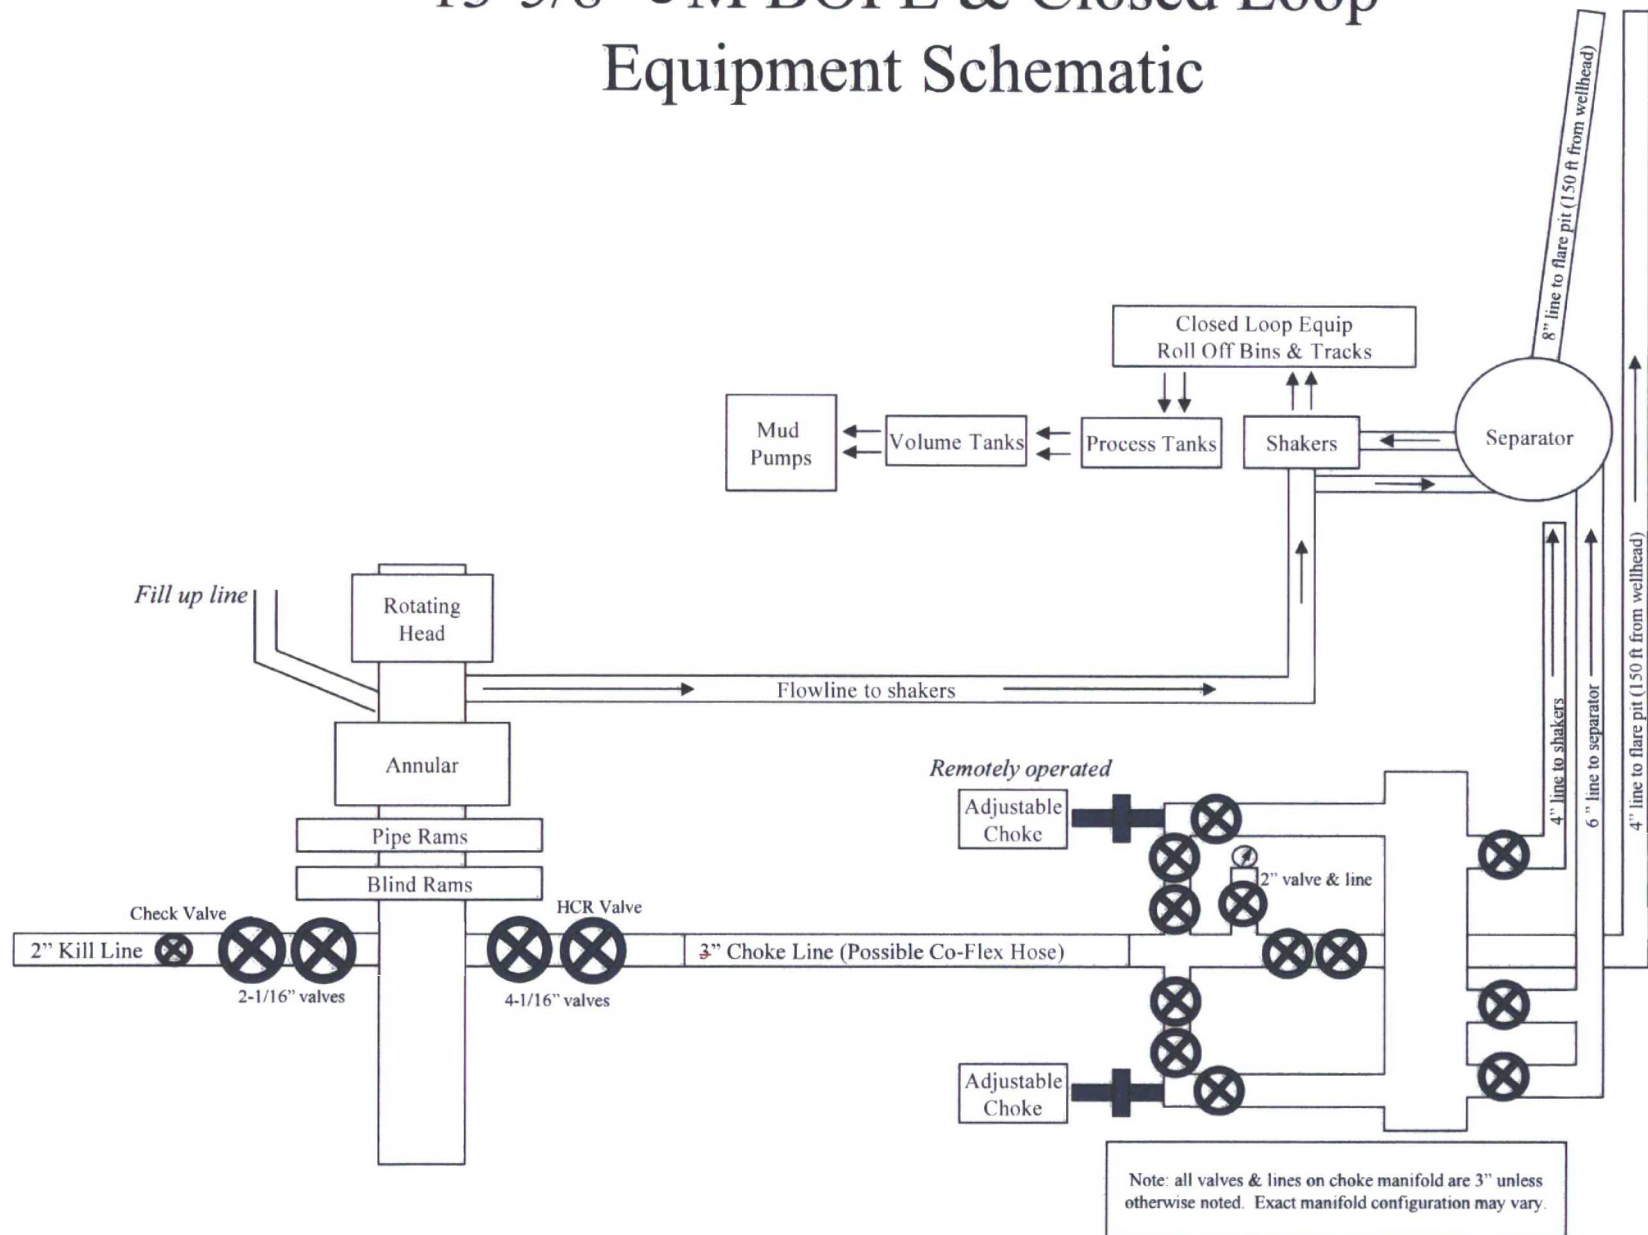 BOPE & Closed Loop
Equipment Schematic
8” line to flare pit (150 ft from wellhead)
Closed Loop Equip
Roll Off Bins & Tracks
Mud
Pumps
Volume Tanks
Process Tanks
Shakers
Separator
Fill up line
Rotating
Head
Flowline to shakers
Annular
Pipe Rams
Blind Rams
Remotely operated
Adjustable
Choke
2” valve & line
4” line to shakers
6 ” line to separator
4” line to flare pit (150 ft from wellhead)
Check Valve
HCR Valve
2” Kill Line
3” Choke Line (Possible Co-Flex Hose)
2-1/16” valves
4-1/16” valves
Adjustable
Choke
Note: all valves & lines on choke manifold are 3” unless
otherwise noted. Exact manifold configuration may vary.